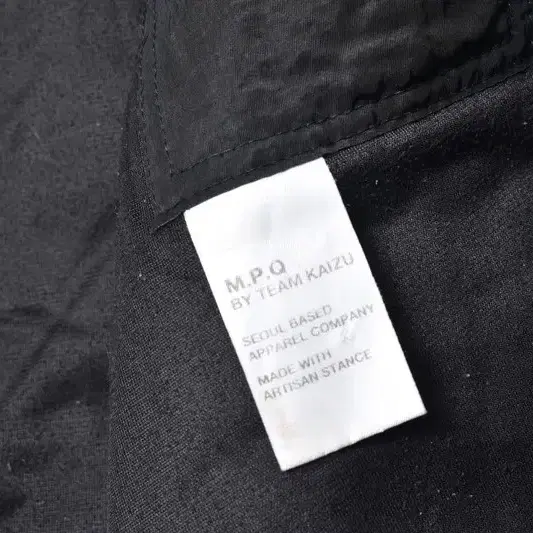 M.P.Q
BY TEAM KAIZU
SEOUL BASED
APPAREL COMPANY
MADE WITH
ARTISAN STANCE